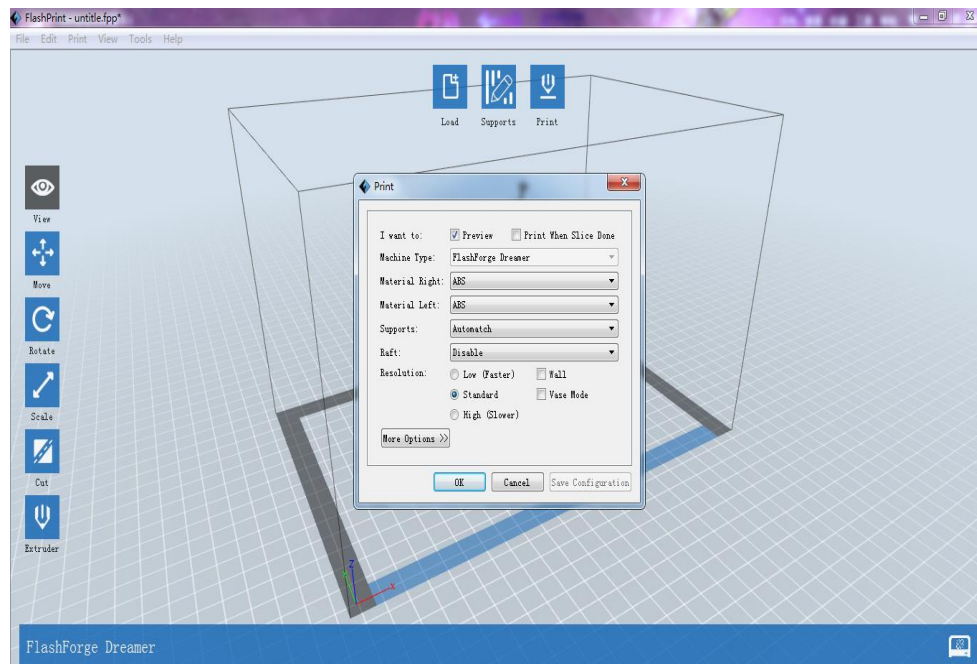 FlashPrint - untitle.fpp*
File Edit Print View Tools Help
Load Supports Print
View
Move
Rotate
Scale
Cut
Extruder
Print
I want to: Preview Print When Slice Done
Machine Type: FlashForge Dreamer
Material Right: ABS
Material Left: ABS
Supports: Automatch
Raft: Disable
Resolution: Low (Faster) Wall
Standard Vase Mode
High (Slower)
More Options >>
OK Cancel Save Configuration
Z
X
FlashForge Dreamer